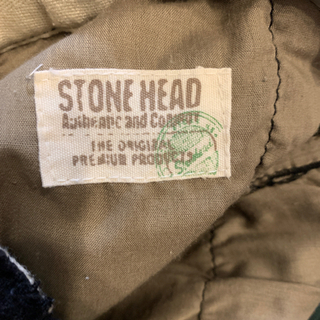 STONE HEAD
Authentic and Comfort
THE ORIGINAL
PREMIUM PRODUCTS